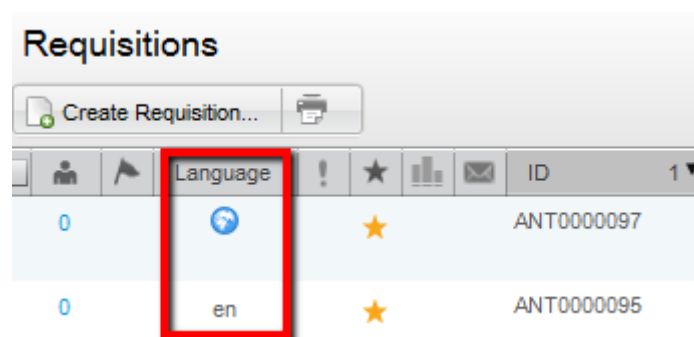 Requisitions
Create Requisition...
Language ! ID 1
0 ANT0000097
0 en ANT0000095